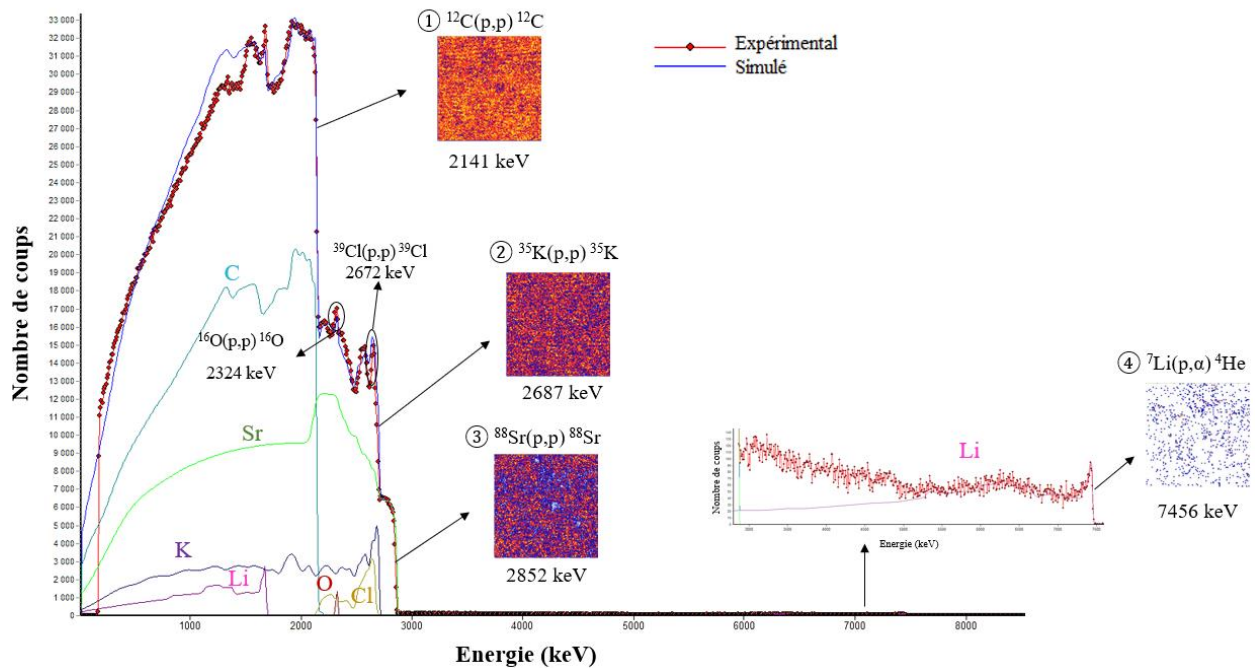 ① ¹²C(p,p) ¹²C
2141 keV
Expérimental
Simulé
³⁹Cl(p,p) ³⁹Cl
2672 keV
② ³⁵K(p,p) ³⁵K
2687 keV
¹⁶O(p,p) ¹⁶O
2324 keV
③ ⁸⁸Sr(p,p) ⁸⁸Sr
2852 keV
④ ⁷Li(p,α) ⁴He
7456 keV
C
Sr
K
Li
O
Cl
Li
Nombre de coups
Energie (keV)
Nombre de coups
33 000
32 000
31 000
30 000
29 000
28 000
27 000
26 000
25 000
24 000
23 000
22 000
21 000
20 000
19 000
18 000
17 000
16 000
15 000
14 000
13 000
12 000
11 000
10 000
9 000
8 000
7 000
6 000
5 000
4 000
3 000
2 000
1 000
0
1000 2000 3000 4000 5000 6000 7000 8000
Energie (keV)